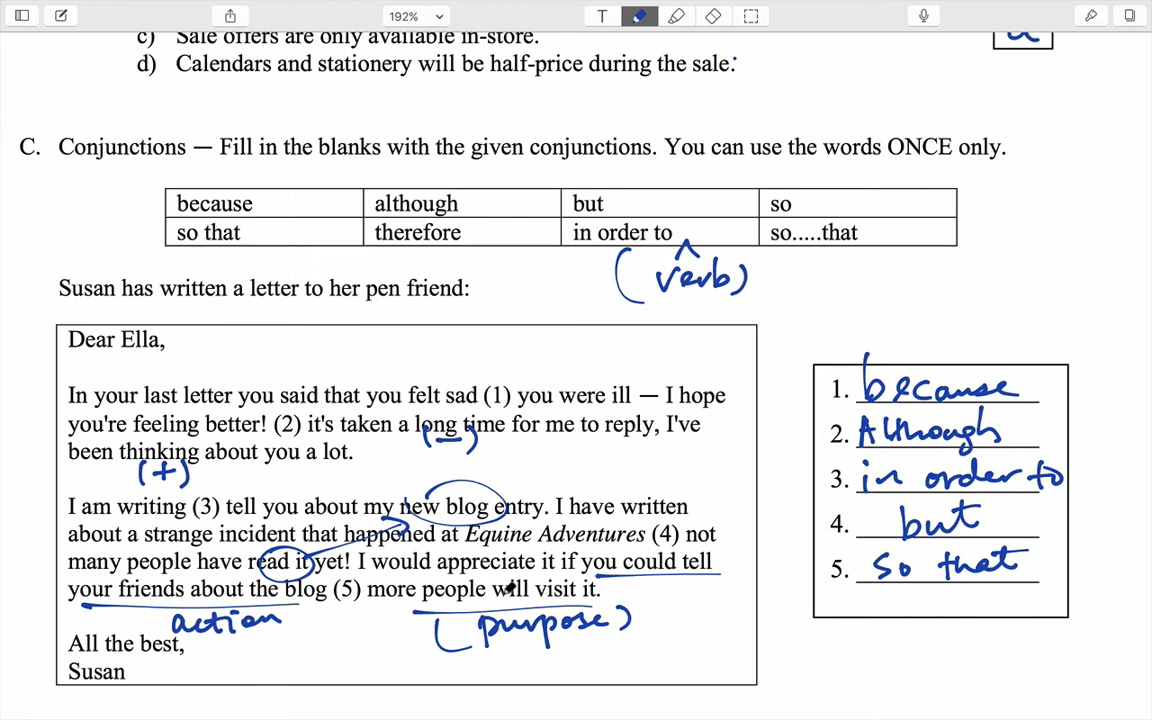 192%
c) Sale offers are only available in-store.
d) Calendars and stationery will be half-price during the sale.
C. Conjunctions — Fill in the blanks with the given conjunctions. You can use the words ONCE only.
because although but so
so that therefore in order to so.....that
( verb)
Susan has written a letter to her pen friend:
Dear Ella,
In your last letter you said that you felt sad (1) you were ill — I hope
you're feeling better! (2) it's taken a long time for me to reply, I've
(–)
been thinking about you a lot.
(+)
I am writing (3) tell you about my new blog entry. I have written
about a strange incident that happened at Equine Adventures (4) not
many people have read it yet! I would appreciate it if you could tell
your friends about the blog (5) more people will visit it.
action (purpose)
All the best,
Susan
1. because
2. Although
3. in order to
4. but
5. so that